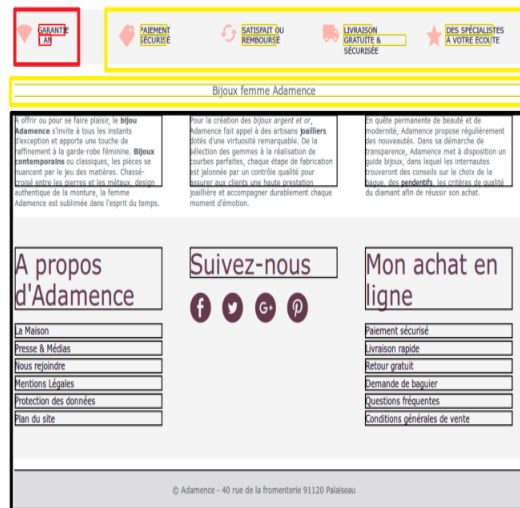 GARANTIE
1 AN
PAIEMENT
SÉCURISÉ
SATISFAIT OU
REMBOURSÉ
LIVRAISON
GRATUITE &
SÉCURISÉE
DES SPÉCIALISTES
À VOTRE ÉCOUTE
Bijoux femme Adamence
A offrir ou pour se faire plaisir, le bijou
Adamence s'invite à tous les instants
d'exception et apporte une touche de
raffinement à la garde-robe féminine. Bijoux
contemporains ou classiques, les pièces se
nuancent par le jeu des matières. Chassé-
croisé entre les pierres et les métaux, design
authentique de la monture, la femme
Adamence est sublimée dans l'esprit du temps.
Pour la création des bijoux argent et or,
Adamence fait appel à des artisans joailliers
dotés d'une virtuosité remarquable. De la
sélection des gemmes à la réalisation de
courbes parfaites, chaque étape de fabrication
est jalonnée par un contrôle qualité pour
assurer aux clients une haute prestation
joaillière et accompagner durablement chaque
moment d'émotion.
En quête permanente de beauté et de
modernité, Adamence propose régulièrement
des nouveautés. Dans sa démarche de
transparence, Adamence met à disposition un
guide bijoux, dans lequel les internautes
trouveront des conseils sur le choix de la
bague, des pendentifs, les critères de qualité
du diamant afin de réussir son achat.
A propos
d'Adamence
La Maison
Presse & Médias
Nous rejoindre
Mentions Légales
Protection des données
Plan du site
Suivez-nous
f G+
Mon achat en
ligne
Paiement sécurisé
Livraison rapide
Retour gratuit
Demande de baguier
Questions fréquentes
Conditions générales de vente
© Adamence - 40 rue de la fromenterie 91120 Palaiseau